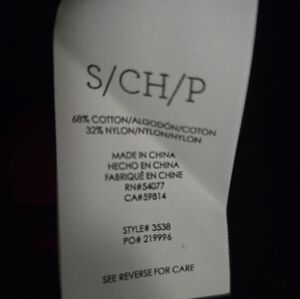 S/CH/P
68% COTTON/ALGODÓN/COTON
32% NYLON/NYLON/NYLON
MADE IN CHINA
HECHO EN CHINA
FABRIQUÉ EN CHINE
RN#54077
CA#59814
STYLE# 3538
PO# 219996
SEE REVERSE FOR CARE